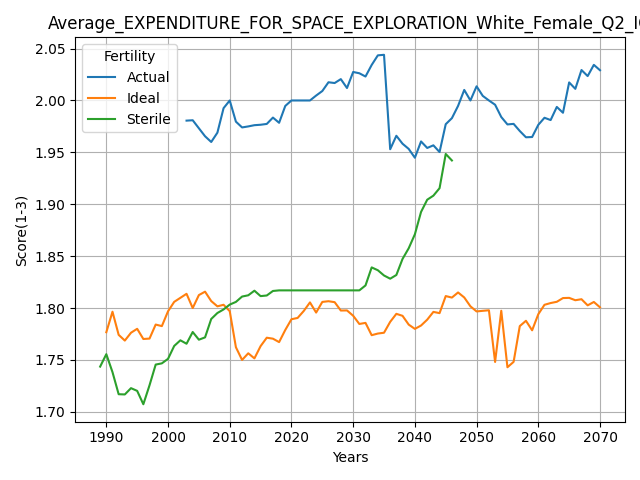 Average_EXPENDITURE_FOR_SPACE_EXPLORATION_White_Female_Q2_I
Fertility
Actual
Ideal
Sterile
Score(1-3)
2.05
2.00
1.95
1.90
1.85
1.80
1.75
1.70
1990 2000 2010 2020 2030 2040 2050 2060 2070
Years